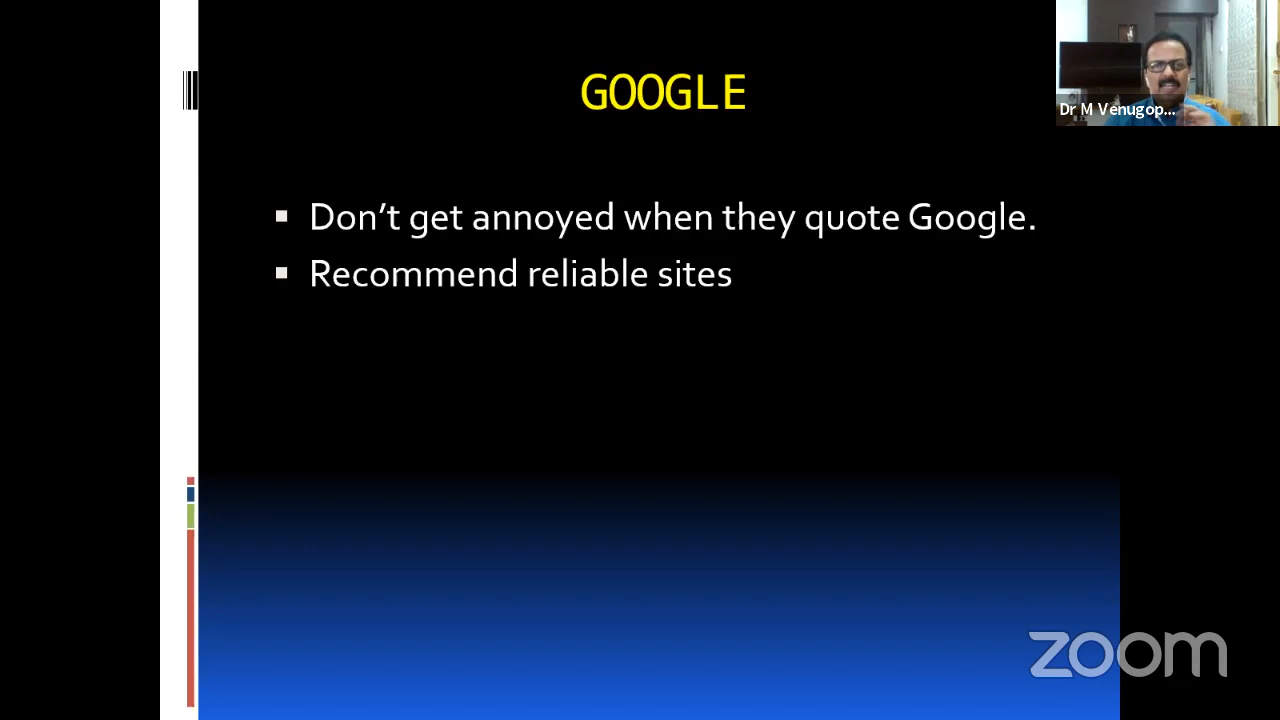 GOOGLE
Dr M Venugop...
Don’t get annoyed when they quote Google.
Recommend reliable sites
zoom